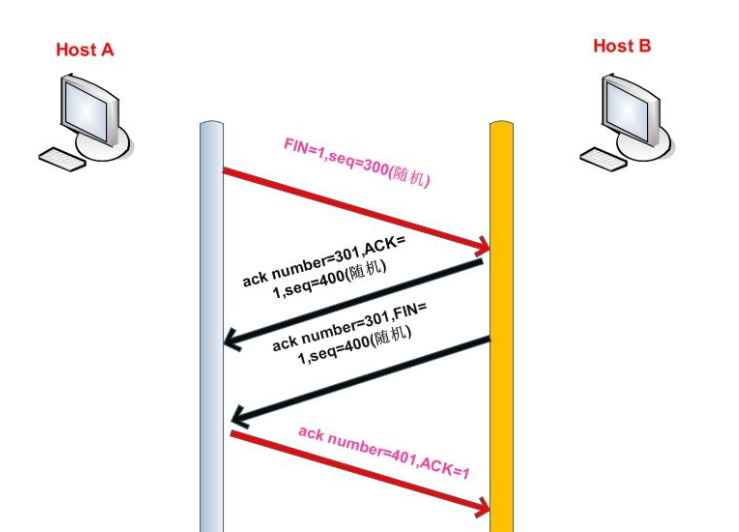 Host A
Host B
FIN=1,seq=300(随机)
ack number=301,ACK=
1,seq=400(随机)
ack number=301,FIN=
1,seq=400(随机)
ack number=401,ACK=1